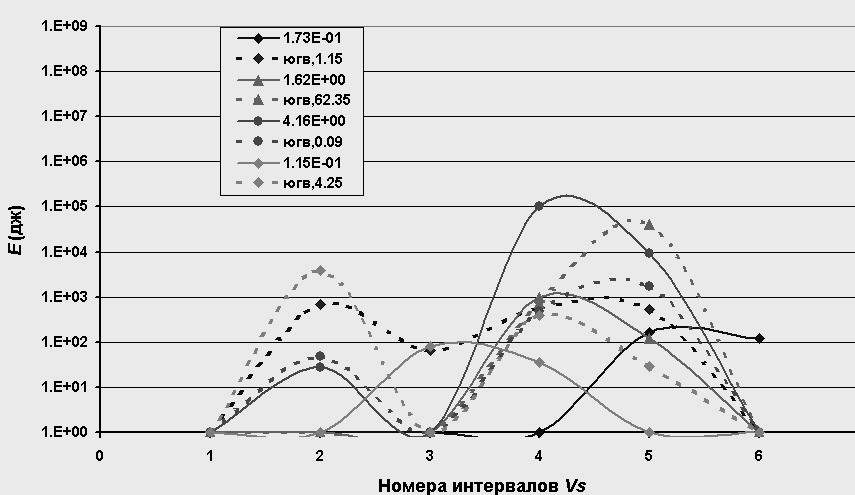 1.E+09
1.E+08
1.E+07
1.E+06
1.E+05
1.E+04
1.E+03
1.E+02
1.E+01
1.E+00
E (дж)
1.73E-01
югв,1.15
1.62E+00
югв,62.35
4.16E+00
югв,0.09
1.15E-01
югв,4.25
0 1 2 3 4 5 6
Номера интервалов Vs